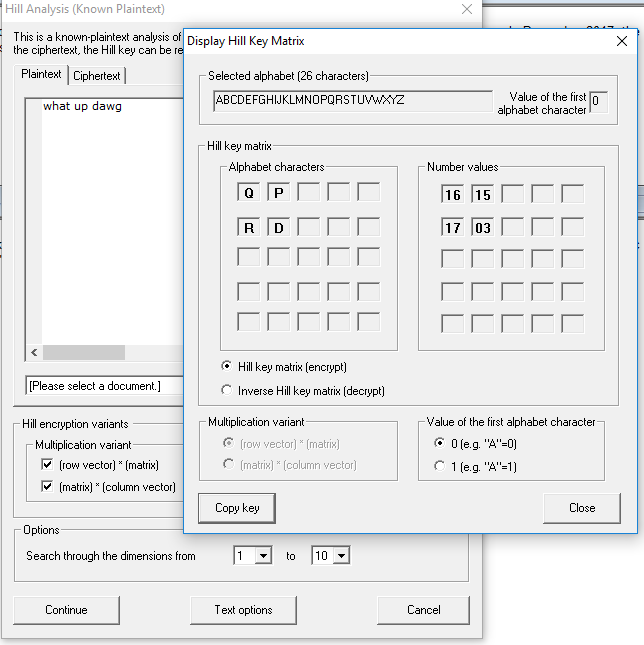 Hill Analysis (Known Plaintext)
This is a known-plaintext analysis of
the ciphertext, the Hill key can be re
Plaintext
Ciphertext
what up dawg
[Please select a document.]
Hill encryption variants
Multiplication variant
(row vector) * (matrix)
(matrix) * (column vector)
Options
Search through the dimensions from
1
to
10
Continue
Text options
Cancel
Display Hill Key Matrix
Selected alphabet (26 characters)
ABCDEFGHIJKLMNOPQRSTUVWXYZ
Value of the first
alphabet character
0
Hill key matrix
Alphabet characters
Q P
R D
Number values
16 15
17 03
Hill key matrix (encrypt)
Inverse Hill key matrix (decrypt)
Multiplication variant
(row vector) * (matrix)
(matrix) * (column vector)
Value of the first alphabet character
0 (e.g. "A"=0)
1 (e.g. "A"=1)
Copy key
Close